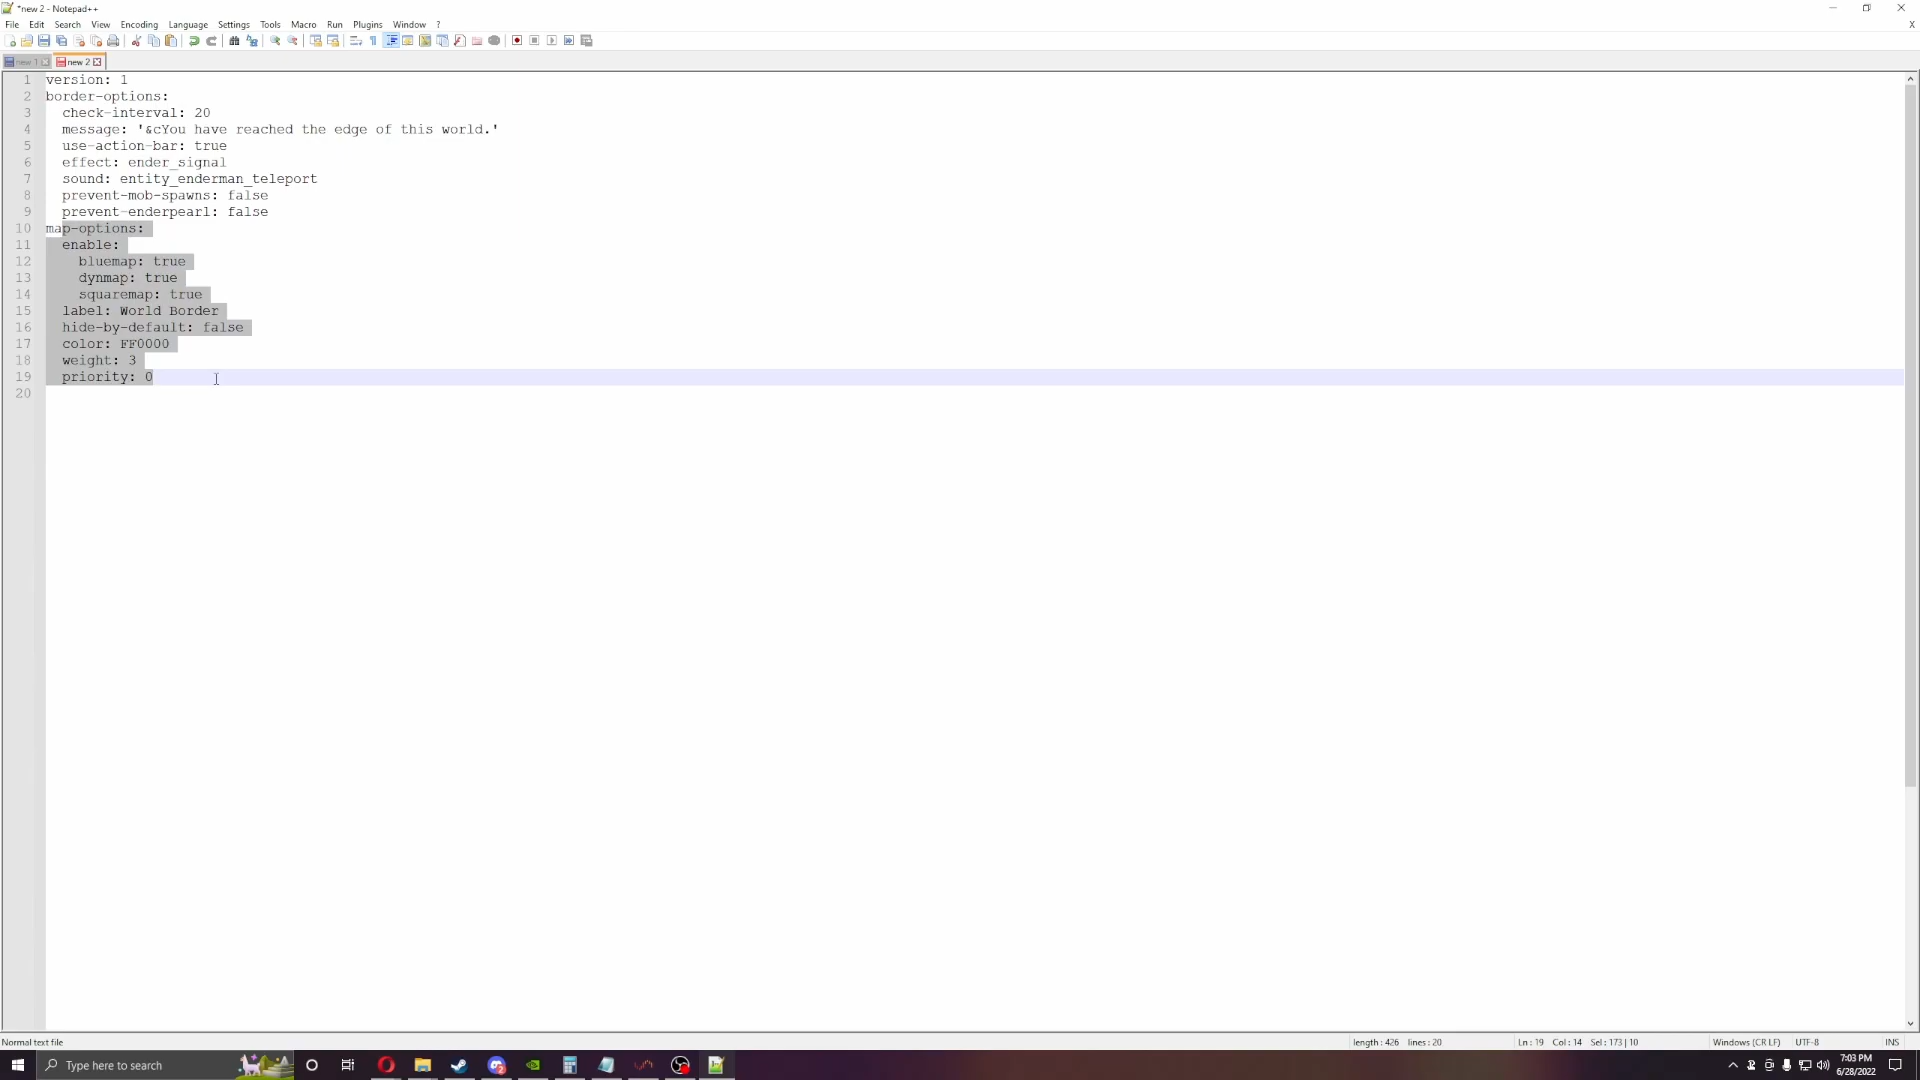 *new 2 - Notepad++
File Edit Search View Encoding Language Settings Tools Macro Run Plugins Window ?
X
new 1
new 2
1 version: 1
2 border-options:
3 check-interval: 20
4 message: '&cYou have reached the edge of this world.'
5 use-action-bar: true
6 effect: ender_signal
7 sound: entity_enderman_teleport
8 prevent-mob-spawns: false
9 prevent-enderpearl: false
10 map-options:
11 enable:
12 bluemap: true
13 dynmap: true
14 squaremap: true
15 label: World Border
16 hide-by-default: false
17 color: FF0000
18 weight: 3
19 priority: 0
20
Normal text file length : 426 lines : 20 Ln : 19 Col : 14 Sel : 173 | 10 Windows (CR LF) UTF-8 INS
Type here to search
7:03 PM
6/28/2022